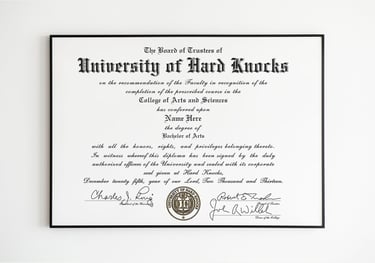 The Board of Trustees of
University of Hard Knocks
on the recommendation of the Faculty in recognition of the
completion of the prescribed course in the
College of Arts and Sciences
has conferred upon
Name Here
the degree of
Bachelor of Arts
with all the honors, rights, and privileges belonging thereto.
In witness whereof this diploma has been signed by the duly
authorized officers of the University and sealed with its corporate
seal given at Hard Knocks,
December twenty fifth, year of our Lord, Two Thousand and Thirteen.